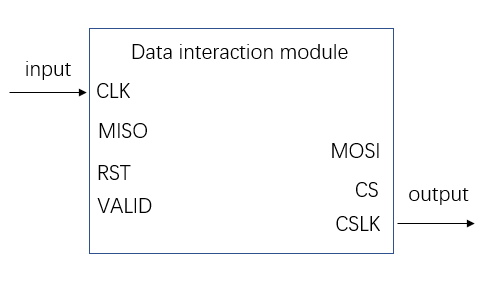 Data interaction module
input
CLK
MISO
MOSI
RST
CS
output
VALID
CSLK